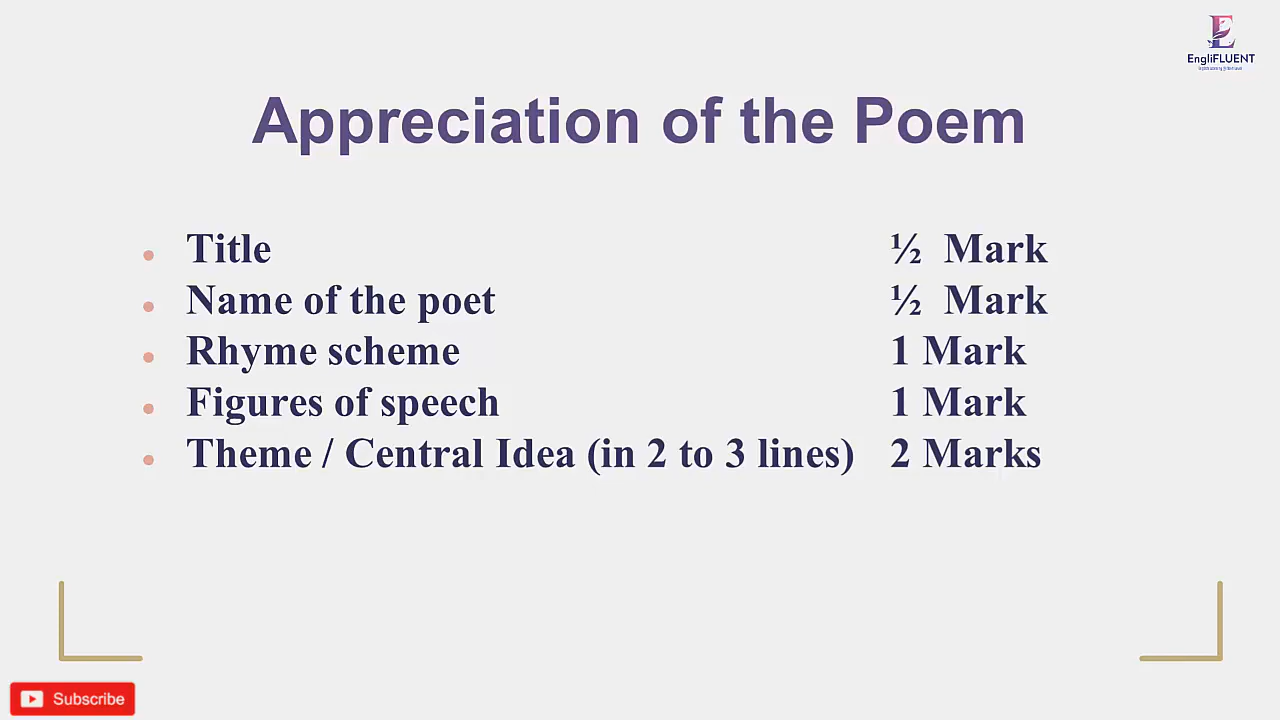 EngliFLUENT
Appreciation of the Poem
Title ½ Mark
Name of the poet ½ Mark
Rhyme scheme 1 Mark
Figures of speech 1 Mark
Theme / Central Idea (in 2 to 3 lines) 2 Marks
Subscribe